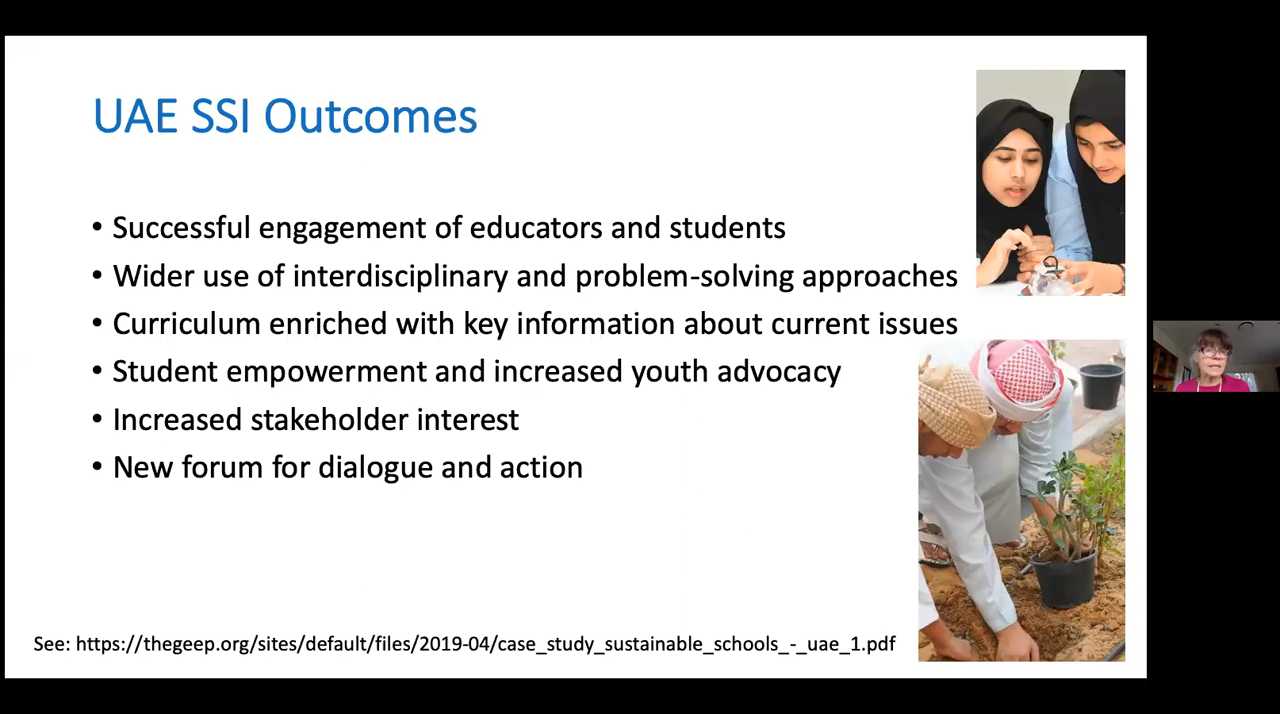 UAE SSI Outcomes
• Successful engagement of educators and students
• Wider use of interdisciplinary and problem-solving approaches
• Curriculum enriched with key information about current issues
• Student empowerment and increased youth advocacy
• Increased stakeholder interest
• New forum for dialogue and action
See: https://thegeep.org/sites/default/files/2019-04/case_study_sustainable_schools_-_uae_1.pdf